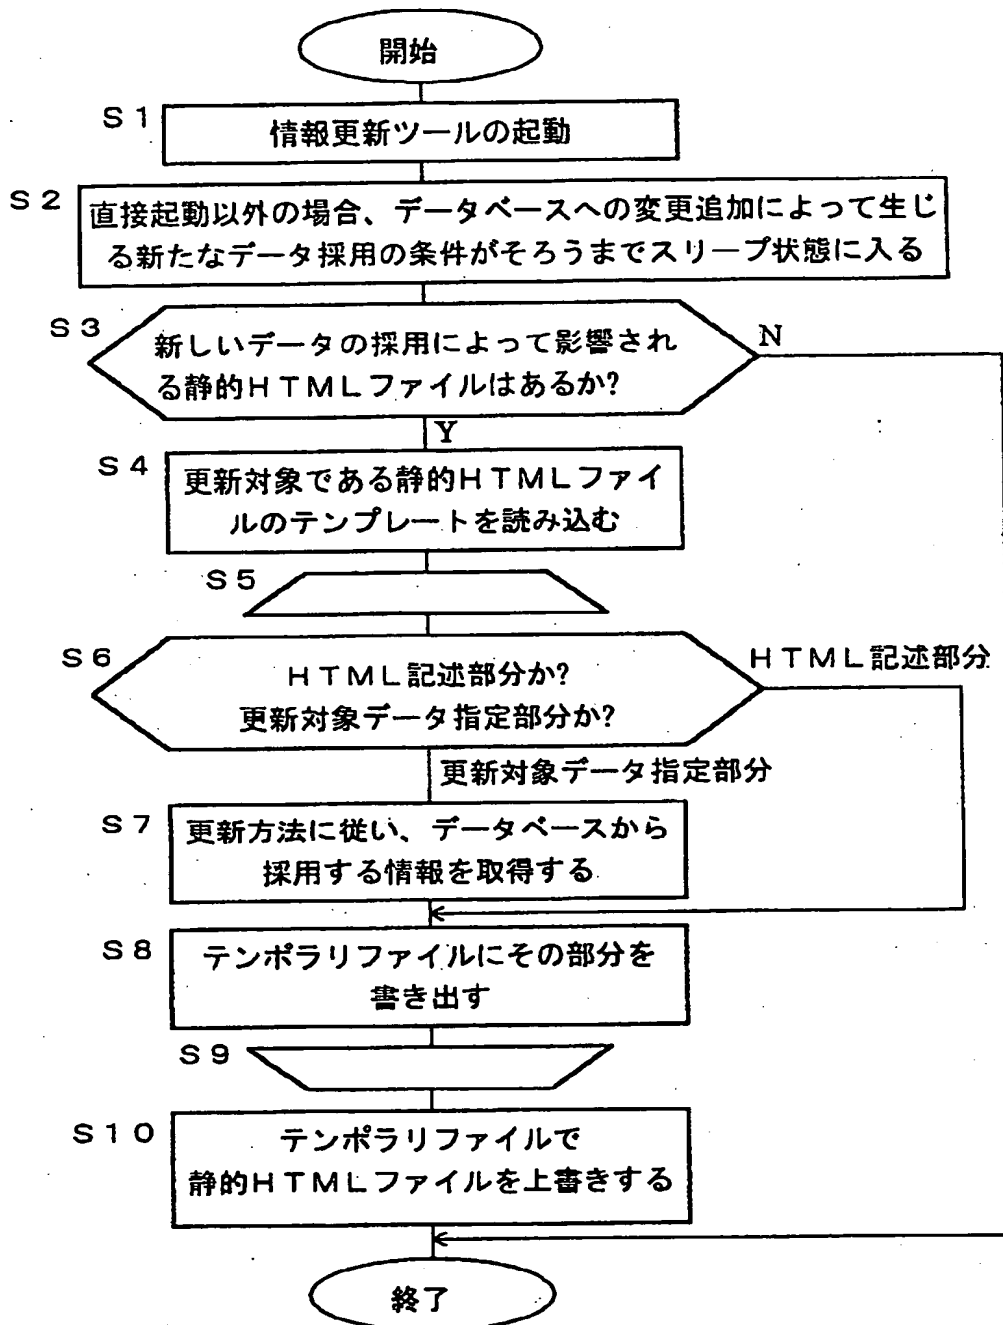 開始
S1
情報更新ツールの起動
S2
直接起動以外の場合、データベースへの変更追加によって生じ
る新たなデータ採用の条件がそろうまでスリープ状態に入る
S3
新しいデータの採用によって影響され
る静的HTMLファイルはあるか?
N
Y
S4
更新対象である静的HTMLファイ
ルのテンプレートを読み込む
S5
S6
HTML記述部分か?
更新対象データ指定部分か?
HTML記述部分
更新対象データ指定部分
S7
更新方法に従い、データベースから
採用する情報を取得する
S8
テンポラリファイルにその部分を
書き出す
S9
S10
テンポラリファイルで
静的HTMLファイルを上書きする
終了